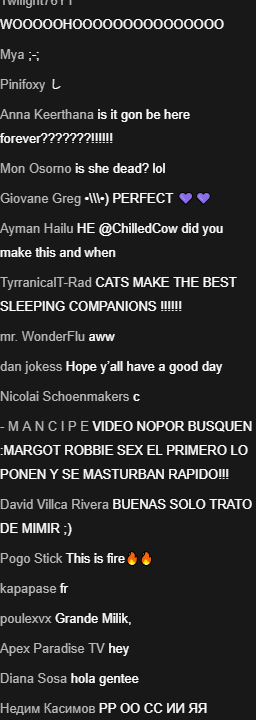 Twilight76YT
WOOOOOHOOOOOOOOOOOOOOO
Mya ;-;
Pinifoxy し
Anna Keerthana is it gon be here
forever???????!!!!!!
Mon Osorno is she dead? lol
Giovane Greg •\\\•) PERFECT 💜 💜
Ayman Hailu HE @ChilledCow did you
make this and when
TyrranicalT-Rad CATS MAKE THE BEST
SLEEPING COMPANIONS !!!!!!
mr. WonderFlu aww
dan jokess Hope y'all have a good day
Nicolai Schoenmakers c
- M A N C I P E VIDEO NOPOR BUSQUEN
:MARGOT ROBBIE SEX EL PRIMERO LO
PONEN Y SE MASTURBAN RAPIDO!!!
David Villca Rivera BUENAS SOLO TRATO
DE MIMIR ;)
Pogo Stick This is fire🔥🔥
kapapase fr
poulexvx Grande Milik,
Apex Paradise TV hey
Diana Sosa hola gentee
Недим Касимов РР ОО СС ИИ ЯЯ